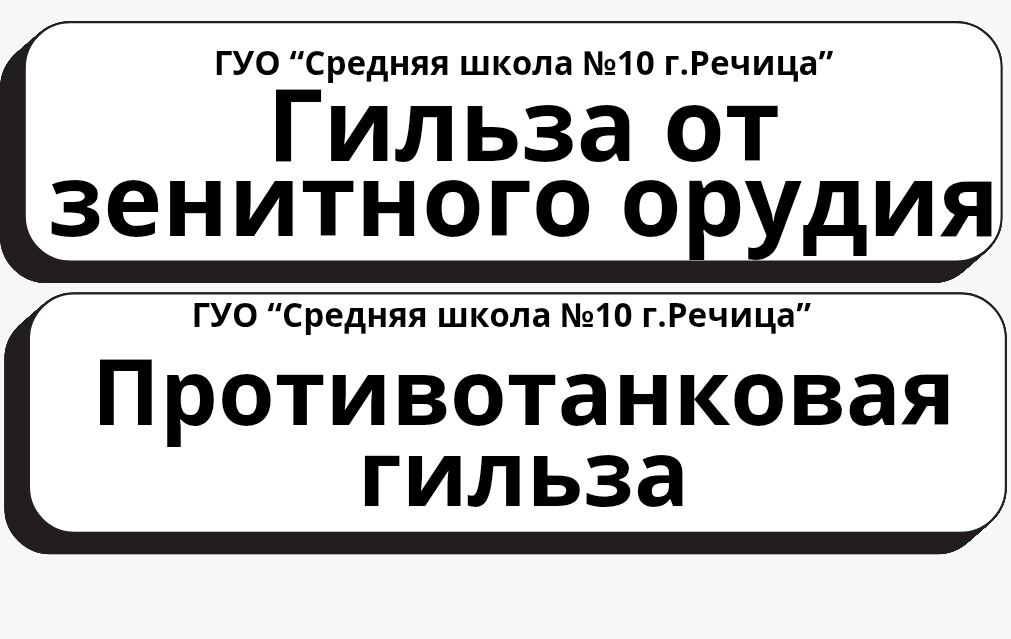 ГУО “Средняя школа №10 г.Речица”
Гильза от
зенитного орудия
ГУО “Средняя школа №10 г.Речица”
Противотанковая
гильза